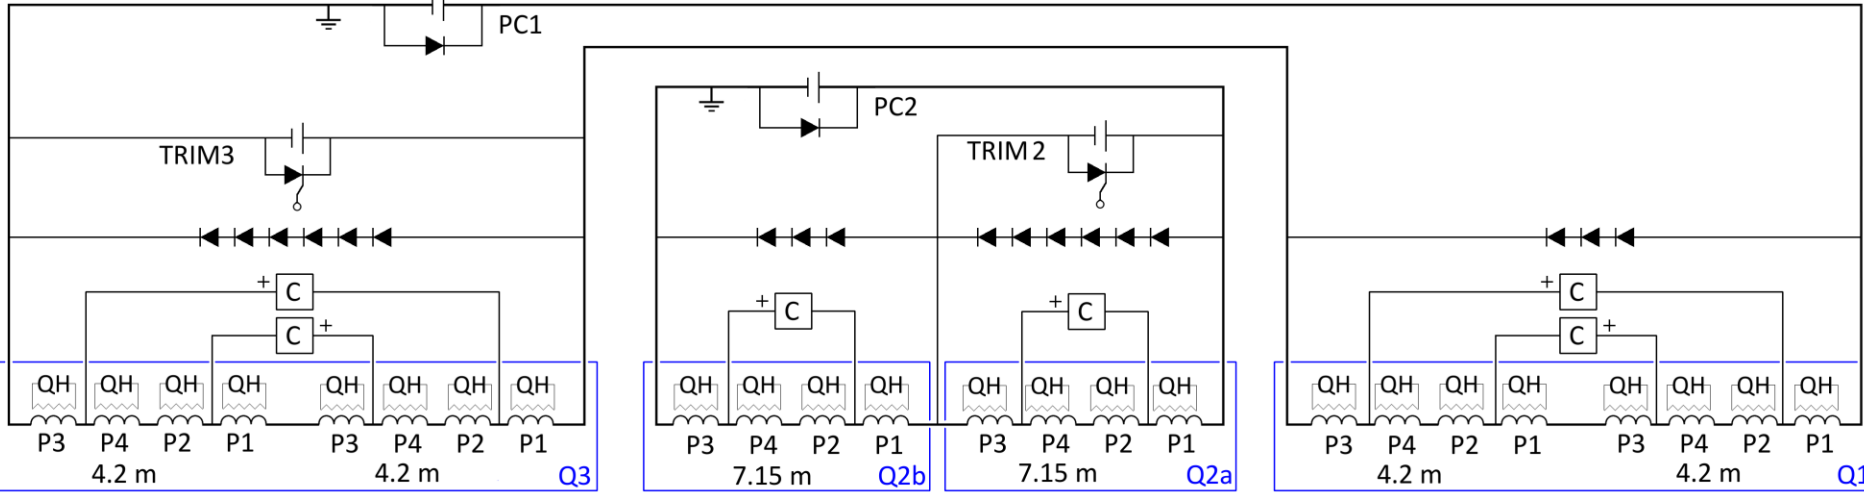 PC1
PC2
TRIM3
TRIM 2
+ C
C +
+ C
+ C
+ C
C +
QH QH QH QH QH QH QH QH
QH QH QH QH
QH QH QH QH
QH QH QH QH QH QH QH QH
P3 P4 P2 P1 P3 P4 P2 P1
P3 P4 P2 P1
P3 P4 P2 P1
P3 P4 P2 P1 P3 P4 P2 P1
4.2 m 4.2 m Q3
7.15 m Q2b
7.15 m Q2a
4.2 m 4.2 m Q1